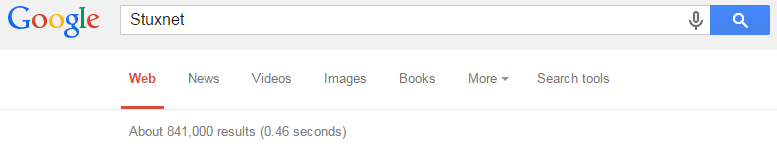 Google Stuxnet
Web News Videos Images Books More Search tools
About 841,000 results (0.46 seconds)